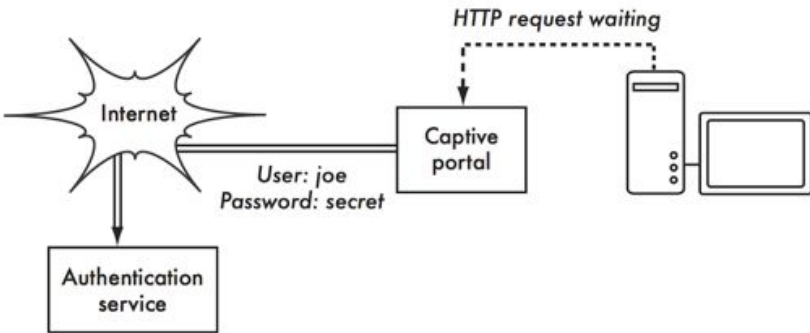 HTTP request waiting
Internet
Captive
portal
User: joe
Password: secret
Authentication
service